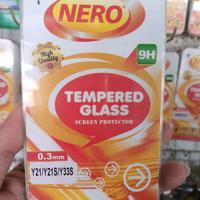 NERO
High
Quality
9H
TEMPERED
GLASS
SCREEN PROTECTOR
0.3mm
Y21/Y21S/Y33S